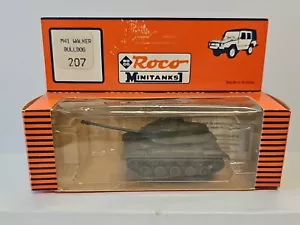 M41 WALKER
BULLDOG
207
Roco
MINITANKS